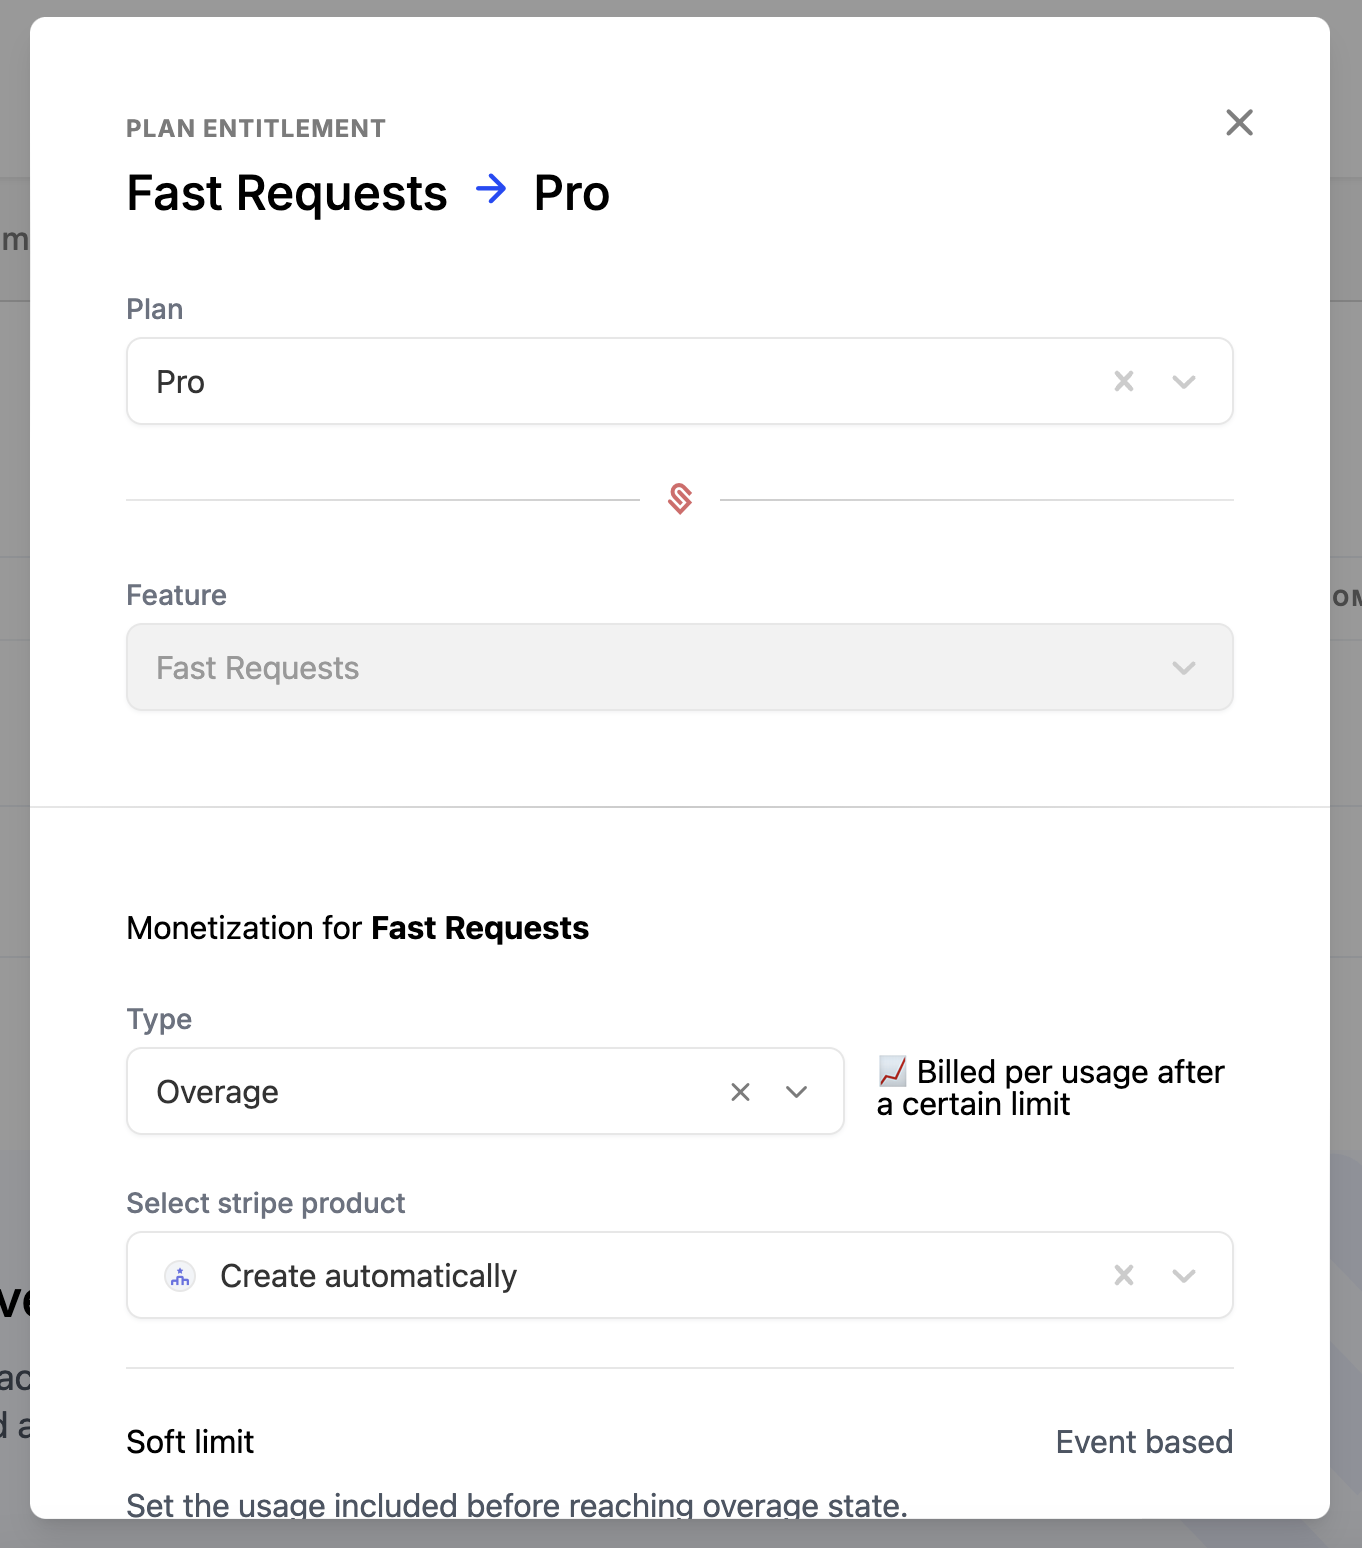 PLAN ENTITLEMENT
Fast Requests → Pro
Plan
Pro
Feature
Fast Requests
Monetization for Fast Requests
Type
Overage
📈 Billed per usage after
a certain limit
Select stripe product
Create automatically
Soft limit
Event based
Set the usage included before reaching overage state.